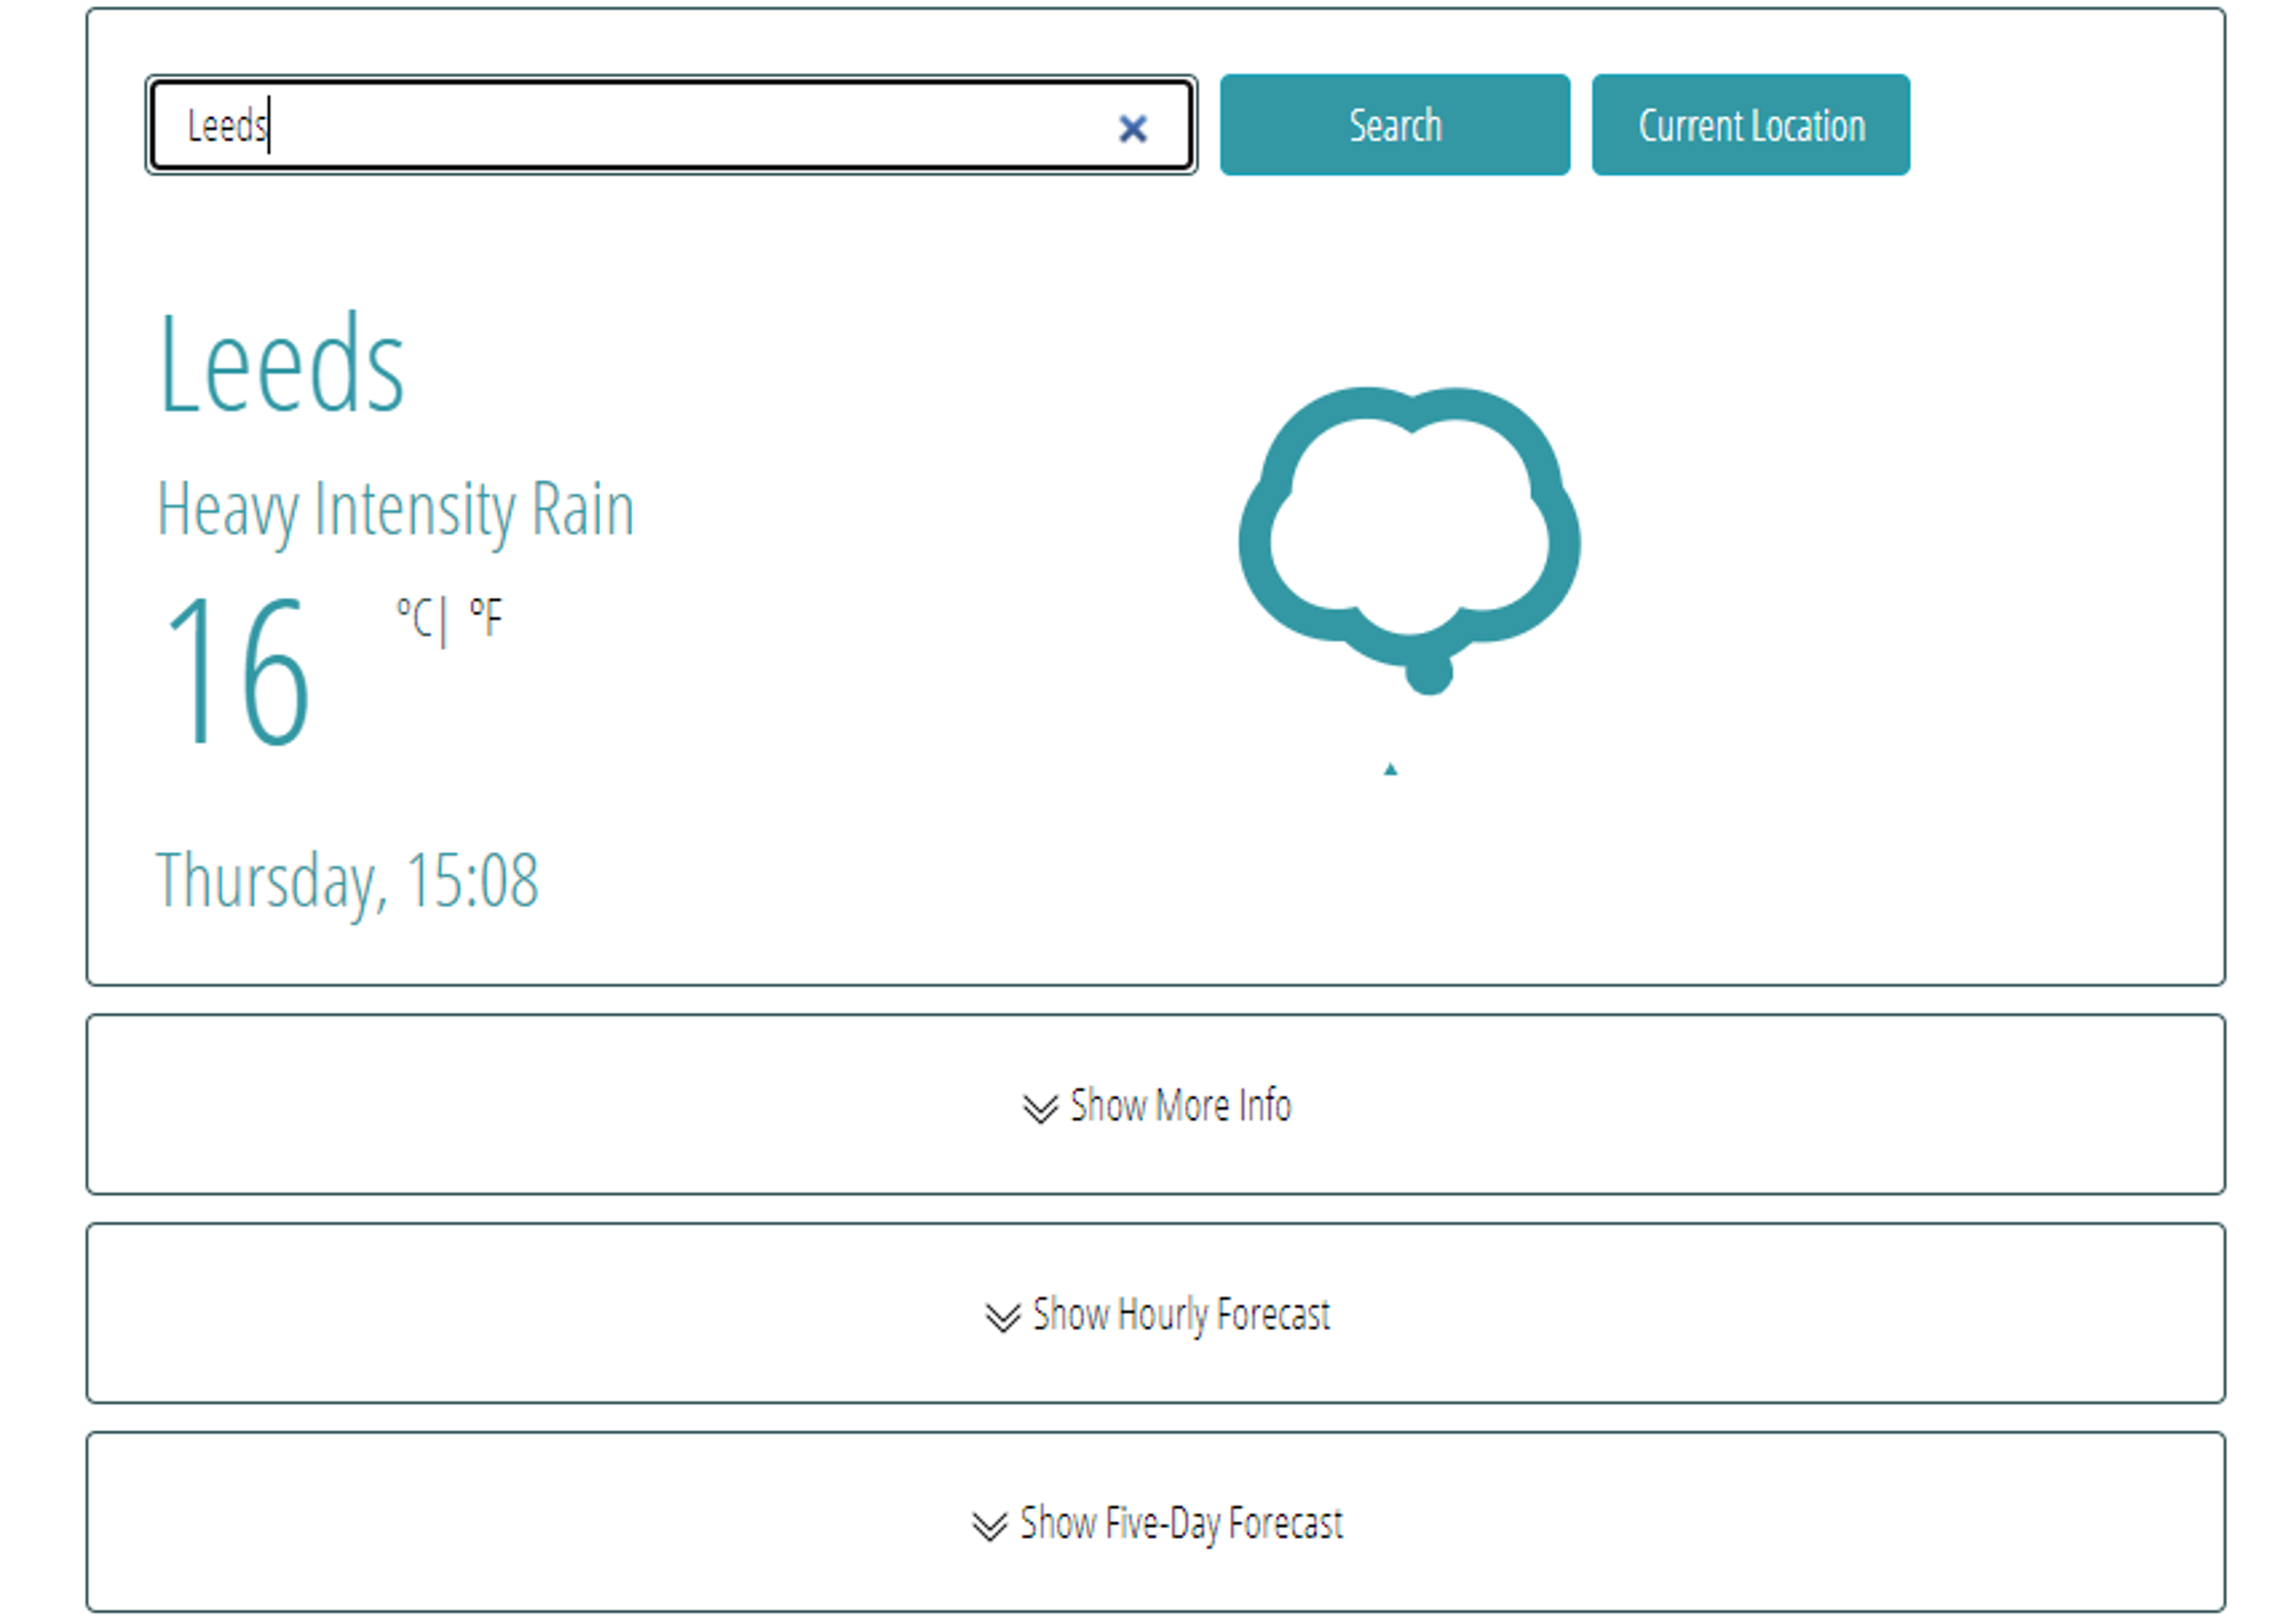 Leeds
Search
Current Location
Leeds
Heavy Intensity Rain
16 °C| °F
Thursday, 15:08
Show More Info
Show Hourly Forecast
Show Five-Day Forecast